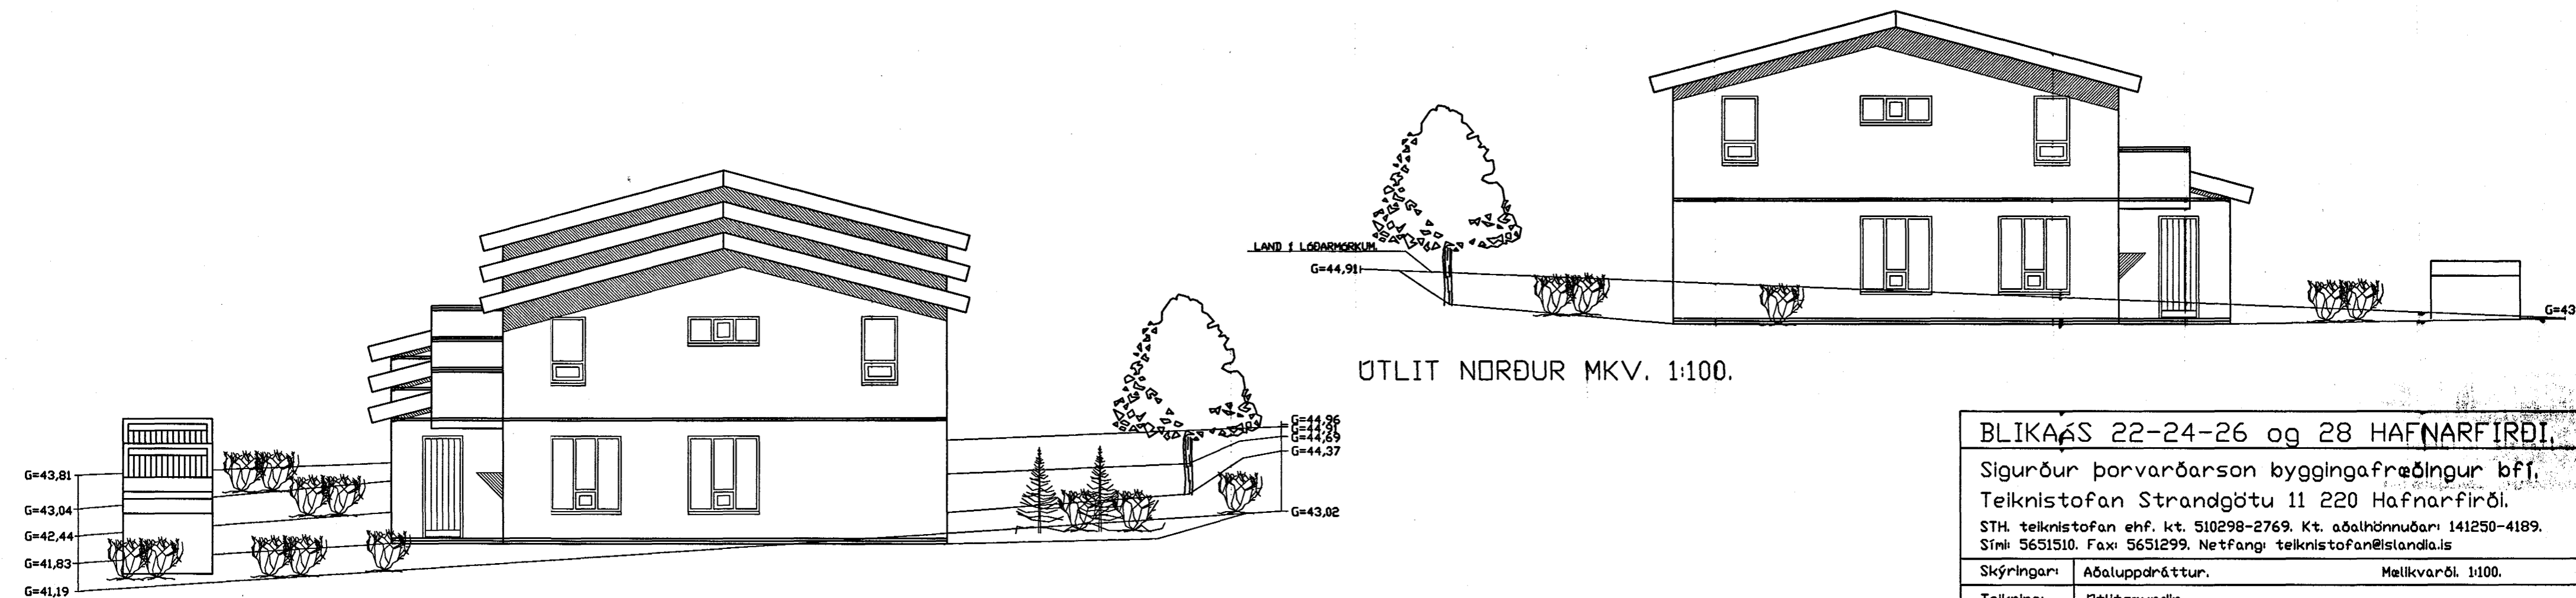 LAND Í LÓÐARMÖRKUM.
G=44,91
G=43
ÚTLIT NORÐUR MKV. 1:100.
G=44,96
G=44,91
G=44,69
G=44,37
G=43,02
G=43,81
G=43,04
G=42,44
G=41,83
G=41,19
BLIKAÁS 22-24-26 og 28 HAFNARFIRÐI.
Sigurður Þorvarðarson byggingafræðingur bfí.
Teiknistofan Strandgötu 11 220 Hafnarfirði.
STH. teiknistofan ehf. kt. 510298-2769. Kt. aðalhönnuðar: 141250-4189.
Sími: 5651510. Fax: 5651299. Netfang: teiknistofan@islandia.is
Skýringar: Aðaluppdráttur. Mælikvarði. 1:100.